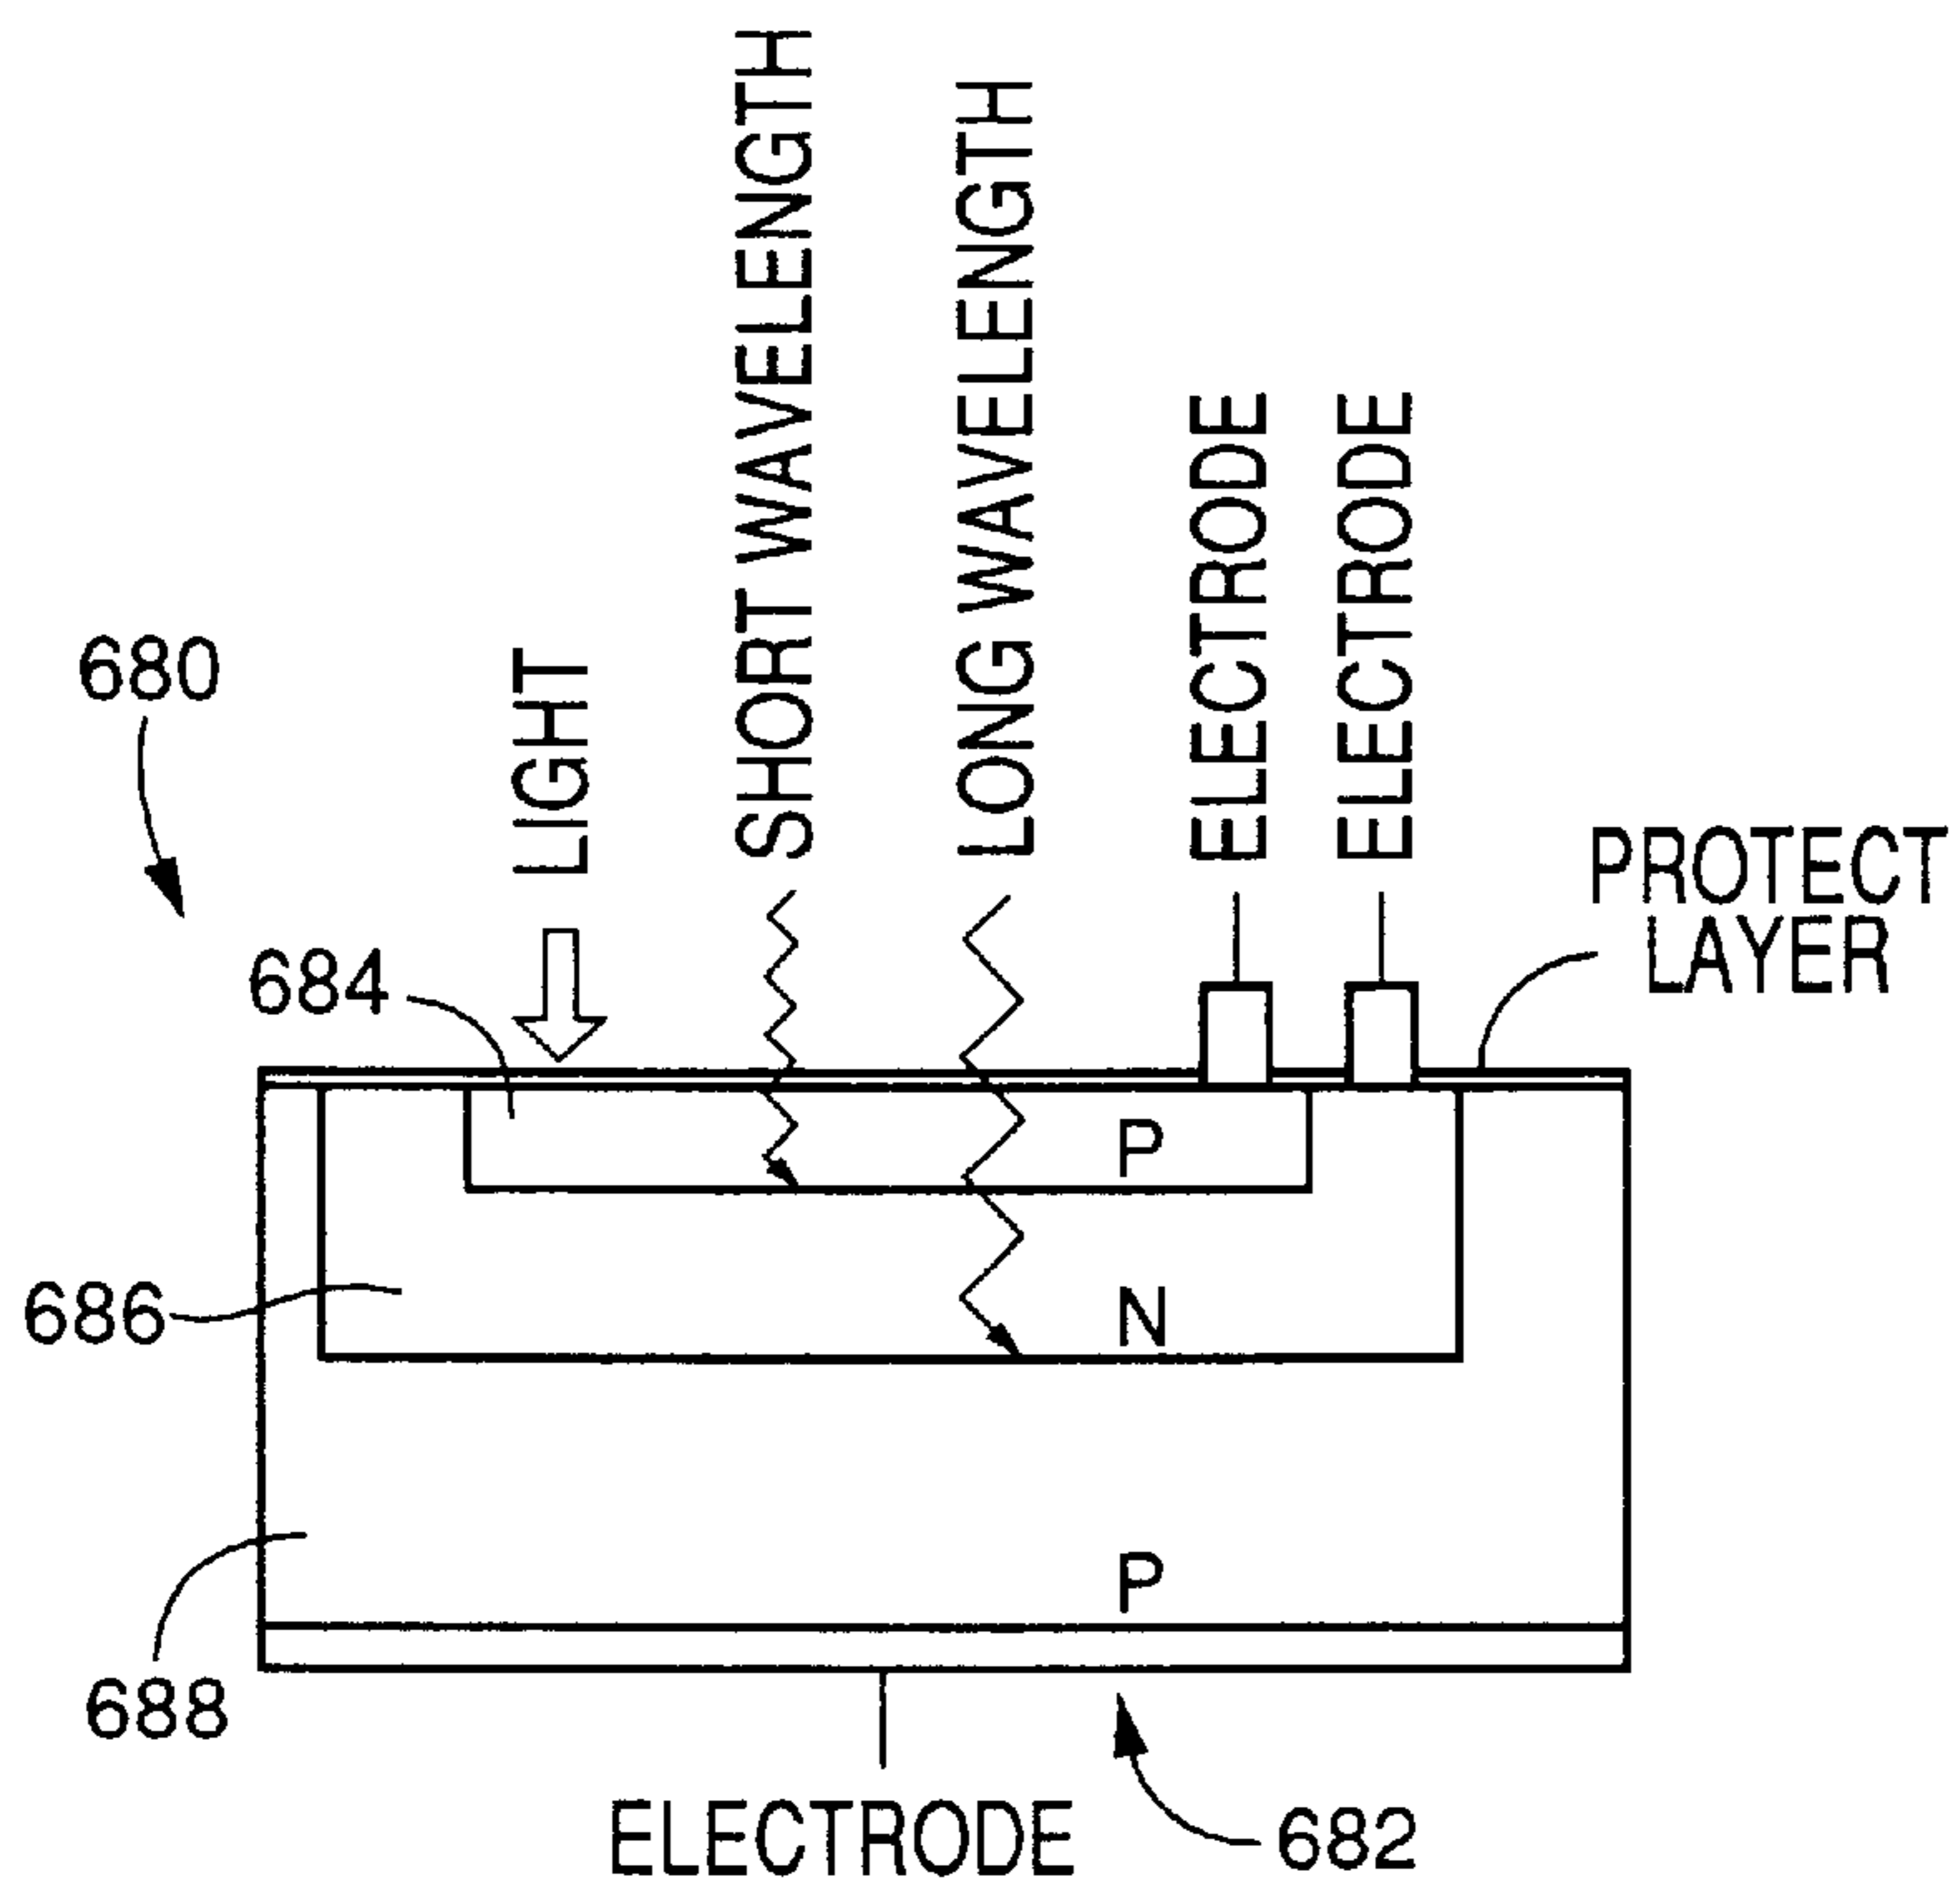 SHORT WAVELENGTH
LONG WAVELENGTH
ELECTRODE
ELECTRODE
LIGHT
680
PROTECT
LAYER
684
P
686
N
P
688
ELECTRODE
682